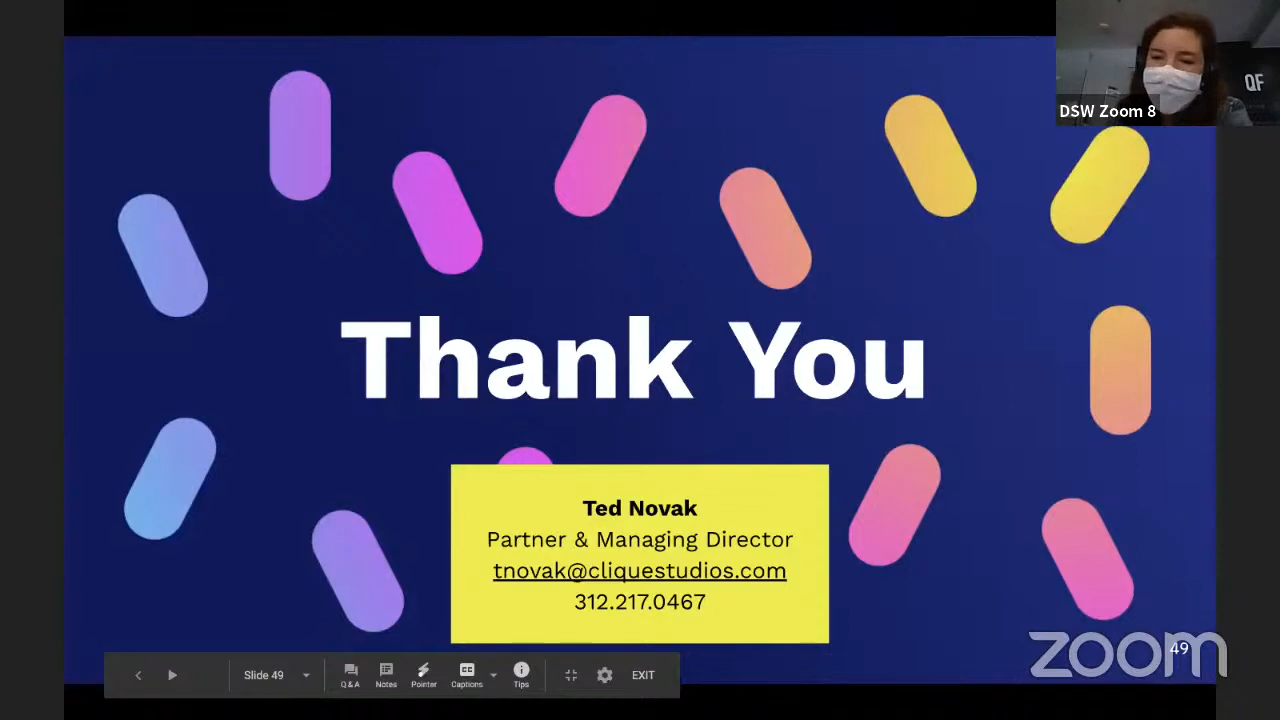 QF
DSW Zoom 8
Thank You
Ted Novak
Partner & Managing Director
tnovak@cliquestudios.com
312.217.0467
49
zoom
Slide 49
Q & A
Notes
Pointer
CC
Captions
Tips
EXIT